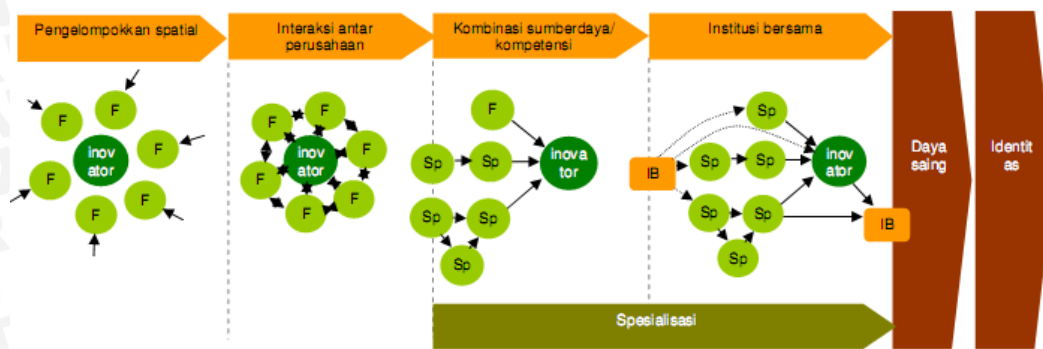 Pengelompokkan spatial
Interaksi antar
perusahaan
Kombinasi sumberdaya/
kompetensi
Institusi bersama
F
F
F
F
F
F
inov
ator
F
F
F
F
F
F
inov
ator
F
Sp
Sp
inova
tor
Sp
Sp
Sp
Sp
IB
Sp
Sp
inov
ator
Sp
Sp
Sp
IB
Daya
saing
Identit
as
Spesialisasi